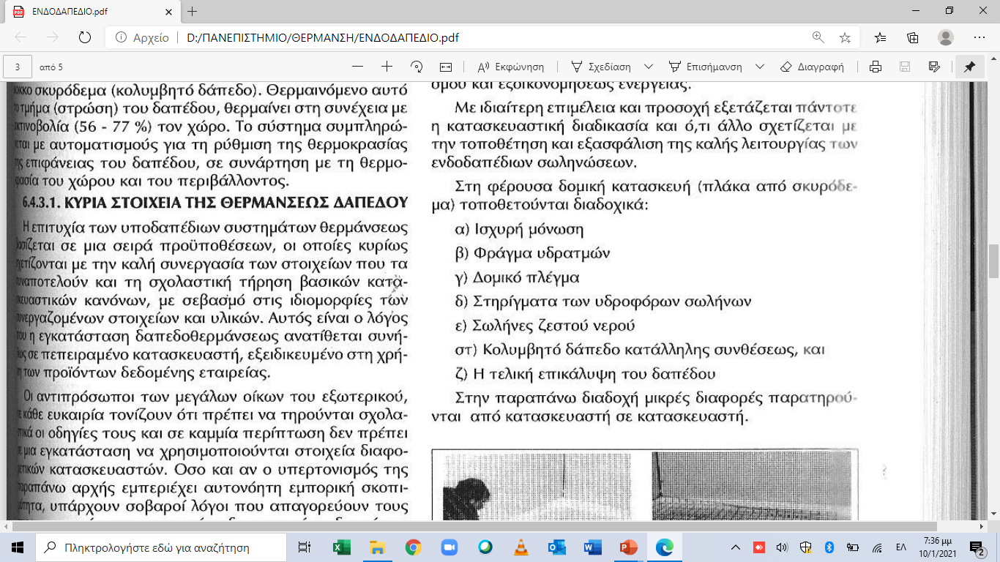 ΕΝΔΟΔΑΠΕΔΙΟ.pdf
Αρχείο D:/ΠΑΝΕΠΙΣΤΗΜΙΟ/ΘΕΡΜΑΝΣΗ/ΕΝΔΟΔΑΠΕΔΙΟ.pdf
3 από 5 Εκφώνηση Σχεδίαση Επισήμανση Διαγραφή
σκυρόδεμα (κολυμβητό δάπεδο). Θερμαινόμενο αυτό
το τμήμα (στρώση) του δαπέδου, θερμαίνει στη συνέχεια με
ακτινοβολία (56 - 77 %) τον χώρο. Το σύστημα συμπληρώ-
νεται με αυτοματισμούς για τη ρύθμιση της θερμοκρασίας
της επιφάνειας του δαπέδου, σε συνάρτηση με τη θερμο-
κρασία του χώρου και του περιβάλλοντος.
6.4.3.1. ΚΥΡΙΑ ΣΤΟΙΧΕΙΑ ΤΗΣ ΘΕΡΜΑΝΣΕΩΣ ΔΑΠΕΔΟΥ
Η επιτυχία των υποδαπέδιων συστημάτων θερμάνσεως
βασίζεται σε μια σειρά προϋποθέσεων, οι οποίες κυρίως
σχετίζονται με την καλή συνεργασία των στοιχείων που τα
συναποτελούν και τη σχολαστική τήρηση βασικών κατα-
σκευαστικών κανόνων, με σεβασμό στις ιδιομορφίες των
συνεργαζομένων στοιχείων και υλικών. Αυτός είναι ο λόγος
που η εγκατάσταση δαπεδοθερμάνσεως ανατίθεται συνή-
θως σε πεπειραμένο κατασκευαστή, εξειδικευμένο στη χρή-
ση των προϊόντων δεδομένης εταιρείας.
Οι αντιπρόσωποι των μεγάλων οίκων του εξωτερικού,
σε κάθε ευκαιρία τονίζουν ότι πρέπει να τηρούνται σχολα-
στικά οι οδηγίες τους και σε καμμία περίπτωση δεν πρέπει
σε μια εγκατάσταση να χρησιμοποιούνται στοιχεία διαφο-
ρετικών κατασκευαστών. Οσο και αν ο υπερτονισμός της
παραπάνω αρχής εμπεριέχει αυτονόητη εμπορική σκοπι-
μότητα, υπάρχουν σοβαροί λόγοι που απαγορεύουν τους
σμού και εξοικονομήσεως ενέργειας.
Με ιδιαίτερη επιμέλεια και προσοχή εξετάζεται πάντοτε
η κατασκευαστική διαδικασία και ό,τι άλλο σχετίζεται με
την τοποθέτηση και εξασφάλιση της καλής λειτουργίας των
ενδοδαπέδιων σωληνώσεων.
Στη φέρουσα δομική κατασκευή (πλάκα από σκυρόδε-
μα) τοποθετούνται διαδοχικά:
α) Ισχυρή μόνωση
β) Φράγμα υδρατμών
γ) Δομικό πλέγμα
δ) Στηρίγματα των υδροφόρων σωλήνων
ε) Σωλήνες ζεστού νερού
στ) Κολυμβητό δάπεδο κατάλληλης συνθέσεως, και
ζ) Η τελική επικάλυψη του δαπέδου
Στην παραπάνω διαδοχή μικρές διαφορές παρατηρού-
νται από κατασκευαστή σε κατασκευαστή.
Πληκτρολογήστε εδώ για αναζήτηση
ΕΛ
7:36 μμ
10/1/2021
2